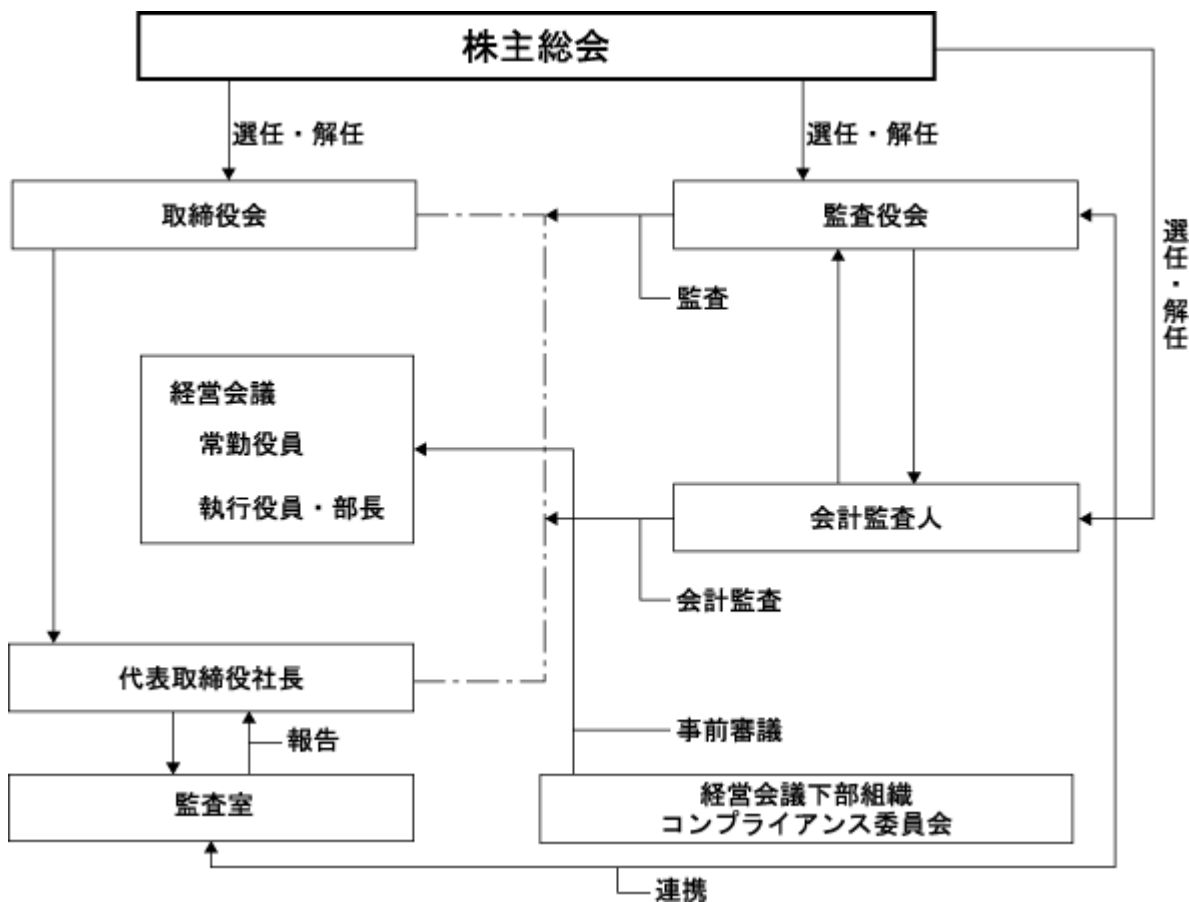 株主総会
選任・解任
選任・解任
取締役会
監査役会
選任・解任
監査
経営会議
常勤役員
執行役員・部長
会計監査人
会計監査
代表取締役社長
報告
事前審議
監査室
経営会議下部組織
コンプライアンス委員会
連携